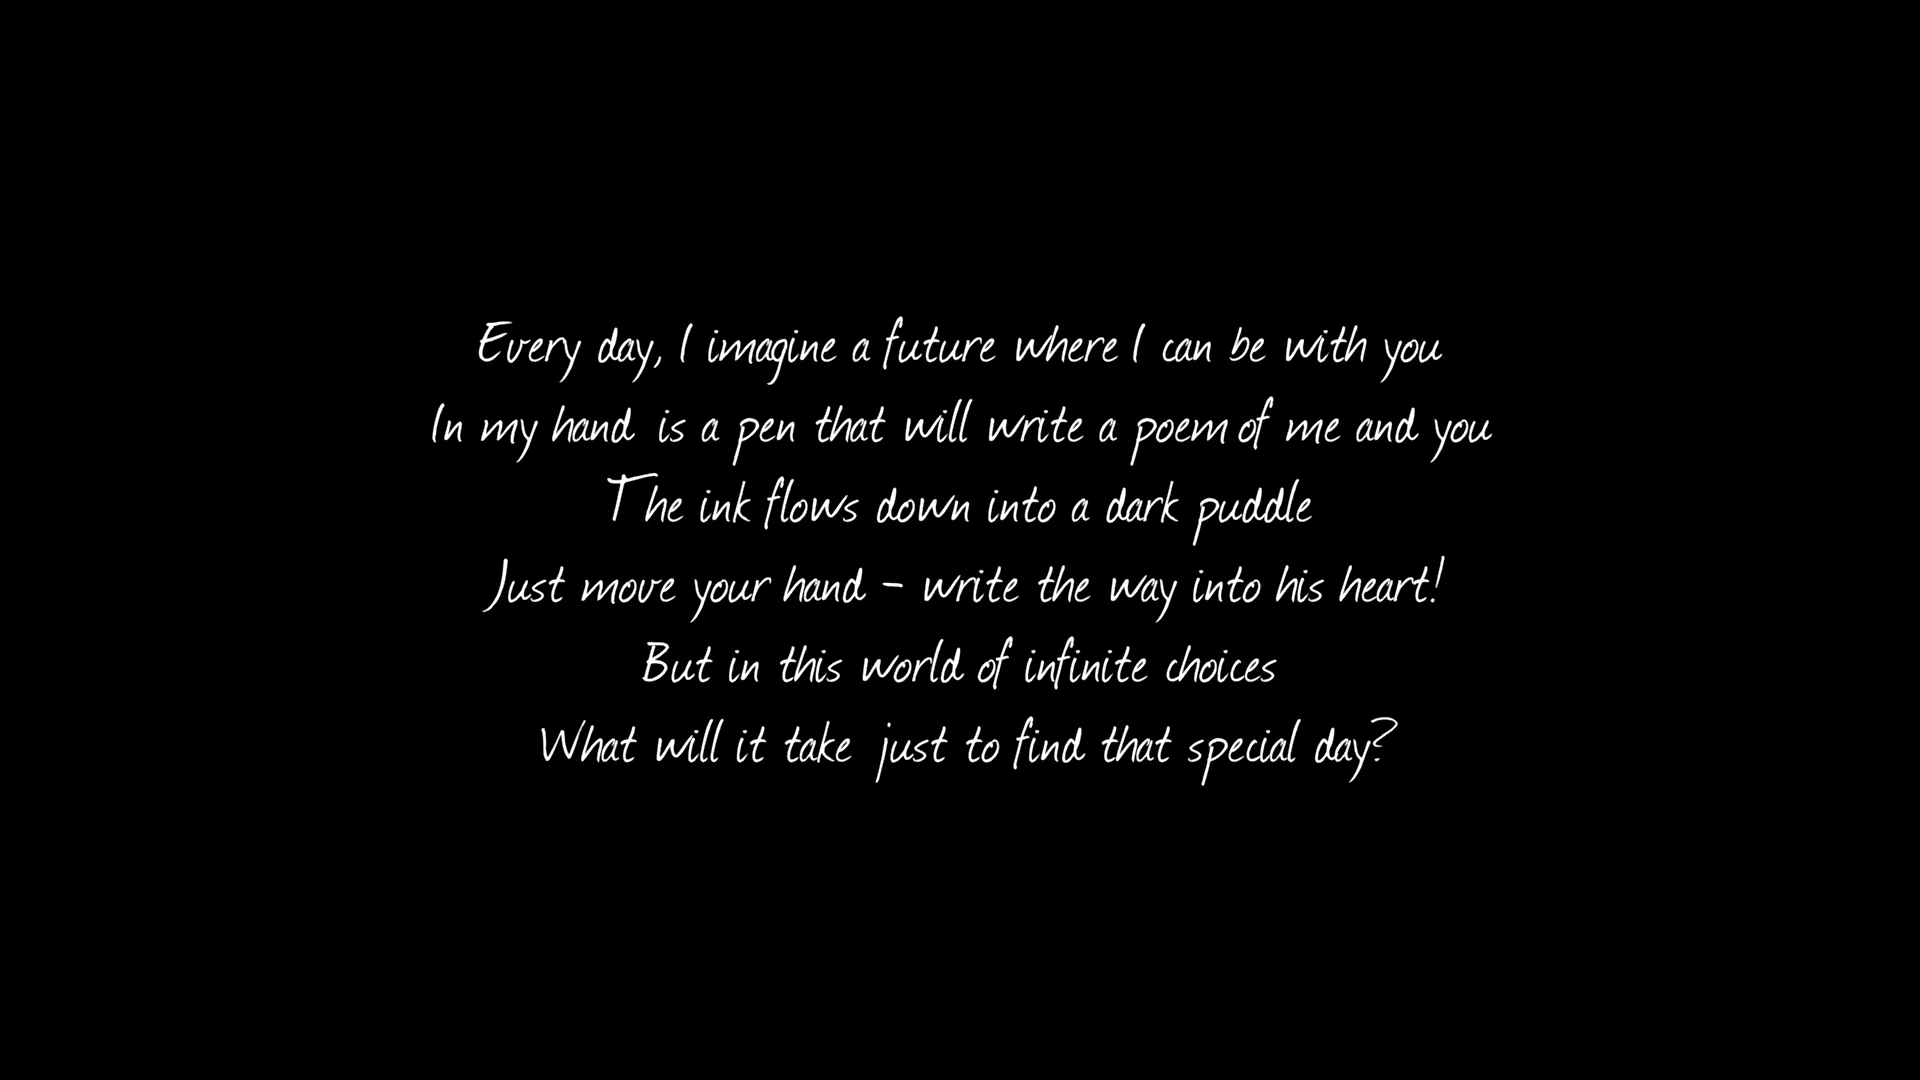 Every day, I imagine a future where I can be with you
In my hand is a pen that will write a poem of me and you
The ink flows down into a dark puddle
Just move your hand - write the way into his heart!
But in this world of infinite choices
What will it take just to find that special day?